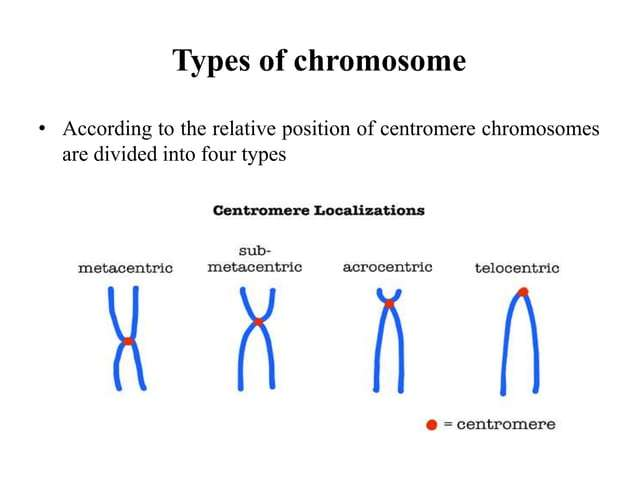 Types of chromosome
• According to the relative position of centromere chromosomes
are divided into four types
Centromere Localizations
metacentric
sub-
metacentric
acrocentric
telocentric
= centromere